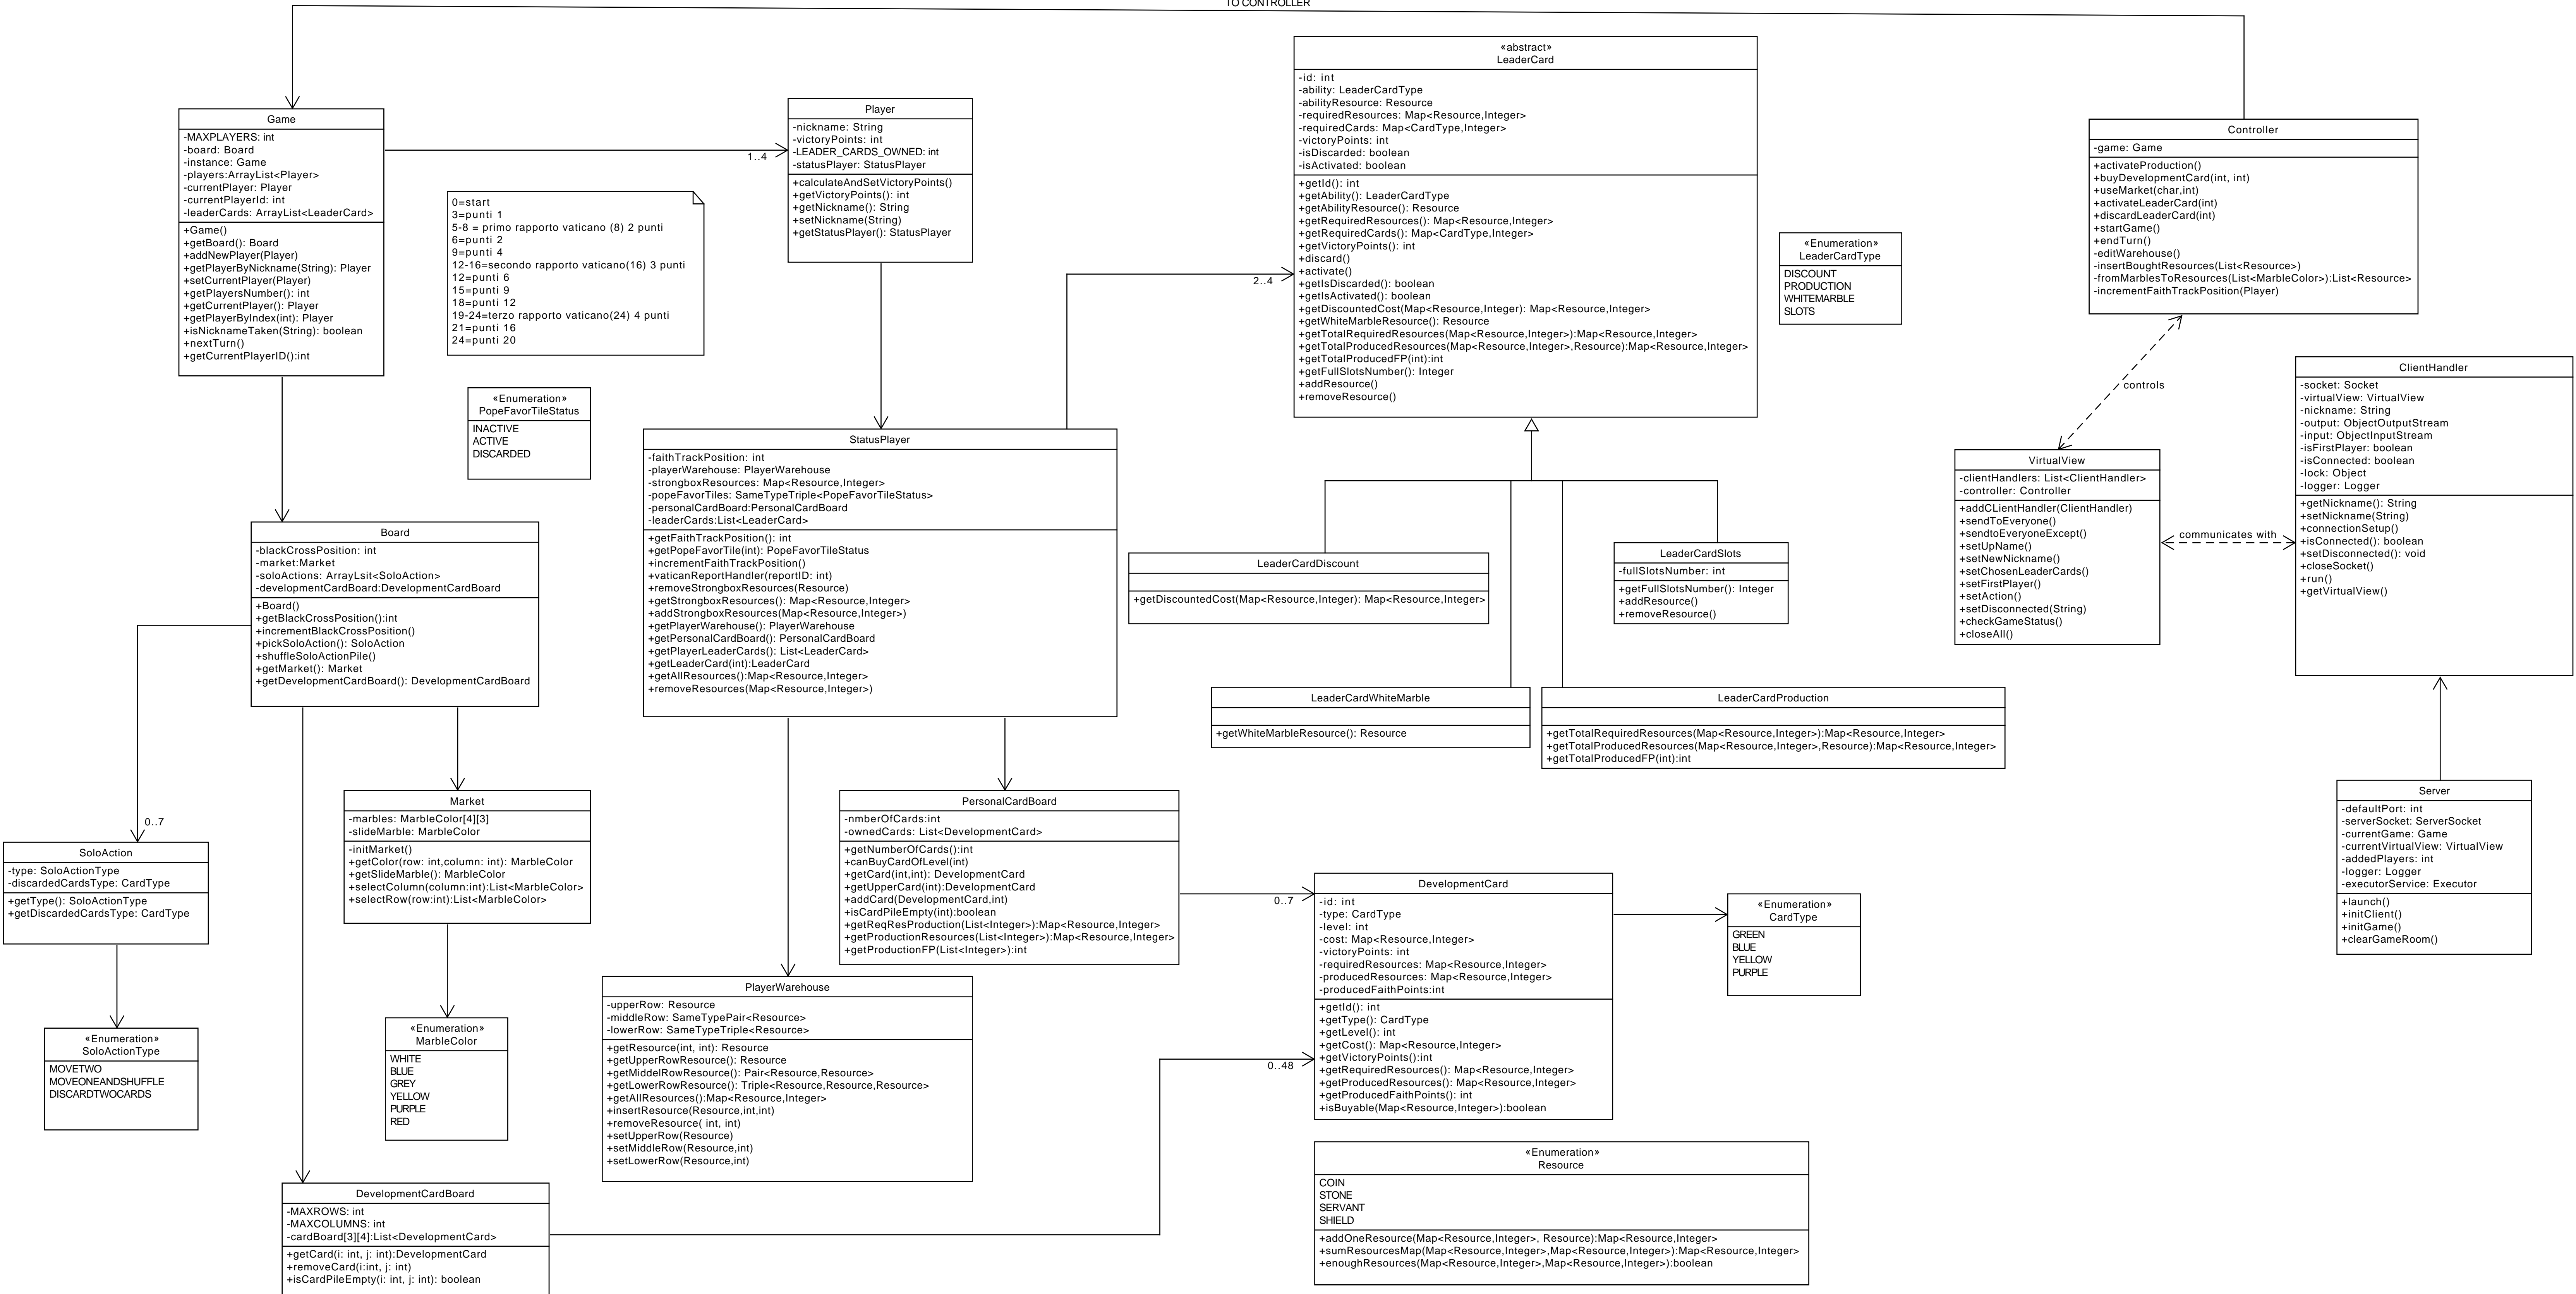 TO CONTROLLER
Game
-MAXPLAYERS: int
-board: Board
-instance: Game
-players:ArrayList<Player>
-currentPlayer: Player
-currentPlayerId: int
-leaderCards: ArrayList<LeaderCard>
+Game()
+getBoard(): Board
+addNewPlayer(Player)
+getPlayerByNickname(String): Player
+setCurrentPlayer(Player)
+getPlayersNumber(): int
+getCurrentPlayer(): Player
+getPlayerByIndex(int): Player
+isNicknameTaken(String): boolean
+nextTurn()
+getCurrentPlayerID():int
1..4
0=start
3=punti 1
5-8 = primo rapporto vaticano (8) 2 punti
6=punti 2
9=punti 4
12-16=secondo rapporto vaticano(16) 3 punti
12=punti 6
15=punti 9
18=punti 12
19-24=terzo rapporto vaticano(24) 4 punti
21=punti 16
24=punti 20
«Enumeration»
PopeFavorTileStatus
INACTIVE
ACTIVE
DISCARDED
Player
-nickname: String
-victoryPoints: int
-LEADER_CARDS_OWNED: int
-statusPlayer: StatusPlayer
+calculateAndSetVictoryPoints()
+getVictoryPoints(): int
+getNickname(): String
+setNickname(String)
+getStatusPlayer(): StatusPlayer
«abstract»
LeaderCard
-id: int
-ability: LeaderCardType
-abilityResource: Resource
-requiredResources: Map<Resource,Integer>
-requiredCards: Map<CardType,Integer>
-victoryPoints: int
-isDiscarded: boolean
-isActivated: boolean
+getId(): int
+getAbility(): LeaderCardType
+getAbilityResource(): Resource
+getRequiredResources(): Map<Resource,Integer>
+getRequiredCards(): Map<CardType,Integer>
+getVictoryPoints(): int
+discard()
+activate()
+getIsDiscarded(): boolean
+getIsActivated(): boolean
+getDiscountedCost(Map<Resource,Integer): Map<Resource,Integer>
+getWhiteMarbleResource(): Resource
+getTotalRequiredResources(Map<Resource,Integer>):Map<Resource,Integer>
+getTotalProducedResources(Map<Resource,Integer>,Resource):Map<Resource,Integer>
+getTotalProducedFP(int):int
+getFullSlotsNumber(): Integer
+addResource()
+removeResource()
2..4
«Enumeration»
LeaderCardType
DISCOUNT
PRODUCTION
WHITEMARBLE
SLOTS
Controller
-game: Game
+activateProduction()
+buyDevelopmentCard(int, int)
+useMarket(char,int)
+activateLeaderCard(int)
+discardLeaderCard(int)
+startGame()
+endTurn()
-editWarehouse()
-insertBoughtResources(List<Resource>)
-fromMarblesToResources(List<MarbleColor>):List<Resource>
-incrementFaithTrackPosition(Player)
controls
ClientHandler
-socket: Socket
-virtualView: VirtualView
-nickname: String
-output: ObjectOutputStream
-input: ObjectInputStream
-isFirstPlayer: boolean
-isConnected: boolean
-lock: Object
-logger: Logger
+getNickname(): String
+setNickname(String)
+connectionSetup()
+isConnected(): boolean
+setDisconnected(): void
+closeSocket()
+run()
+getVirtualView()
VirtualView
-clientHandlers: List<ClientHandler>
-controller: Controller
+addCLientHandler(ClientHandler)
+sendToEveryone()
+sendtoEveryoneExcept()
+setUpName()
+setNewNickname()
+setChosenLeaderCards()
+setFirstPlayer()
+setAction()
+setDisconnected(String)
+checkGameStatus()
+closeAll()
communicates with
StatusPlayer
-faithTrackPosition: int
-playerWarehouse: PlayerWarehouse
-strongboxResources: Map<Resource,Integer>
-popeFavorTiles: SameTypeTriple<PopeFavorTileStatus>
-personalCardBoard:PersonalCardBoard
-leaderCards:List<LeaderCard>
+getFaithTrackPosition(): int
+getPopeFavorTile(int): PopeFavorTileStatus
+incrementFaithTrackPosition()
+vaticanReportHandler(reportID: int)
+removeStrongboxResources(Resource)
+getStrongboxResources(): Map<Resource,Integer>
+addStrongboxResources(Map<Resource,Integer>)
+getPlayerWarehouse(): PlayerWarehouse
+getPersonalCardBoard(): PersonalCardBoard
+getPlayerLeaderCards(): List<LeaderCard>
+getLeaderCard(int):LeaderCard
+getAllResources():Map<Resource,Integer>
+removeResources(Map<Resource,Integer>)
Board
-blackCrossPosition: int
-market:Market
-soloActions: ArrayLsit<SoloAction>
-developmentCardBoard:DevelopmentCardBoard
+Board()
+getBlackCrossPosition():int
+incrementBlackCrossPosition()
+pickSoloAction(): SoloAction
+shuffleSoloActionPile()
+getMarket(): Market
+getDevelopmentCardBoard(): DevelopmentCardBoard
LeaderCardDiscount
+getDiscountedCost(Map<Resource,Integer): Map<Resource,Integer>
LeaderCardSlots
-fullSlotsNumber: int
+getFullSlotsNumber(): Integer
+addResource()
+removeResource()
LeaderCardWhiteMarble
+getWhiteMarbleResource(): Resource
LeaderCardProduction
+getTotalRequiredResources(Map<Resource,Integer>):Map<Resource,Integer>
+getTotalProducedResources(Map<Resource,Integer>,Resource):Map<Resource,Integer>
+getTotalProducedFP(int):int
Server
-defaultPort: int
-serverSocket: ServerSocket
-currentGame: Game
-currentVirtualView: VirtualView
-addedPlayers: int
-logger: Logger
-executorService: Executor
+launch()
+initClient()
+initGame()
+clearGameRoom()
0..7
SoloAction
-type: SoloActionType
-discardedCardsType: CardType
+getType(): SoloActionType
+getDiscardedCardsType: CardType
Market
-marbles: MarbleColor[4][3]
-slideMarble: MarbleColor
-initMarket()
+getColor(row: int,column: int): MarbleColor
+getSlideMarble(): MarbleColor
+selectColumn(column:int):List<MarbleColor>
+selectRow(row:int):List<MarbleColor>
PersonalCardBoard
-nmberOfCards:int
-ownedCards: List<DevelopmentCard>
+getNumberOfCards():int
+canBuyCardOfLevel(int)
+getCard(int,int): DevelopmentCard
+getUpperCard(int):DevelopmentCard
+addCard(DevelopmentCard,int)
+isCardPileEmpty(int):boolean
+getReqResProduction(List<Integer>):Map<Resource,Integer>
+getProductionResources(List<Integer>):Map<Resource,Integer>
+getProductionFP(List<Integer>):int
0..7
DevelopmentCard
-id: int
-type: CardType
-level: int
-cost: Map<Resource,Integer>
-victoryPoints: int
-requiredResources: Map<Resource,Integer>
-producedResources: Map<Resource,Integer>
-producedFaithPoints:int
+getId(): int
+getType(): CardType
+getLevel(): int
+getCost(): Map<Resource,Integer>
+getVictoryPoints():int
+getRequiredResources(): Map<Resource,Integer>
+getProducedResources(): Map<Resource,Integer>
+getProducedFaithPoints(): int
+isBuyable(Map<Resource,Integer>):boolean
0..48
«Enumeration»
CardType
GREEN
BLUE
YELLOW
PURPLE
PlayerWarehouse
-upperRow: Resource
-middleRow: SameTypePair<Resource>
-lowerRow: SameTypeTriple<Resource>
+getResource(int, int): Resource
+getUpperRowResource(): Resource
+getMiddelRowResource(): Pair<Resource,Resource>
+getLowerRowResource(): Triple<Resource,Resource,Resource>
+getAllResources():Map<Resource,Integer>
+insertResource(Resource,int,int)
+removeResource( int, int)
+setUpperRow(Resource)
+setMiddleRow(Resource,int)
+setLowerRow(Resource,int)
«Enumeration»
SoloActionType
MOVETWO
MOVEONEANDSHUFFLE
DISCARDTWOCARDS
«Enumeration»
MarbleColor
WHITE
BLUE
GREY
YELLOW
PURPLE
RED
«Enumeration»
Resource
COIN
STONE
SERVANT
SHIELD
+addOneResource(Map<Resource,Integer>, Resource):Map<Resource,Integer>
+sumResourcesMap(Map<Resource,Integer>,Map<Resource,Integer>):Map<Resource,Integer>
+enoughResources(Map<Resource,Integer>,Map<Resource,Integer>):boolean
DevelopmentCardBoard
-MAXROWS: int
-MAXCOLUMNS: int
-cardBoard[3][4]:List<DevelopmentCard>
+getCard(i: int, j: int):DevelopmentCard
+removeCard(i:int, j: int)
+isCardPileEmpty(i: int, j: int): boolean